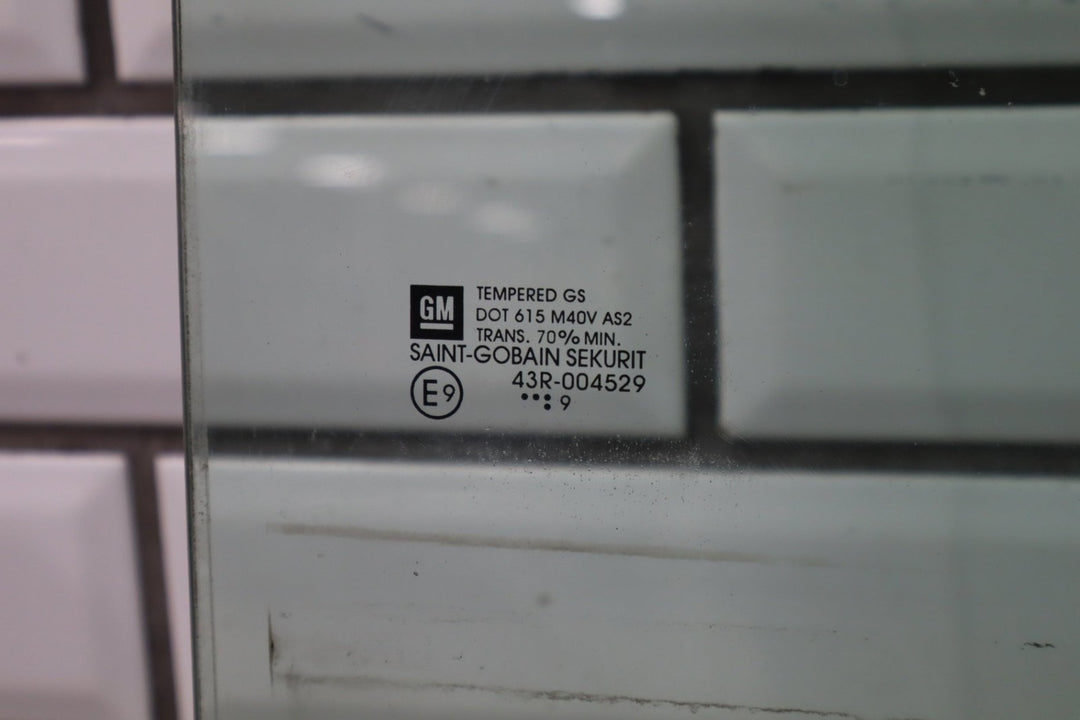 GM
TEMPERED GS
DOT 615 M40V AS2
TRANS. 70% MIN.
SAINT-GOBAIN SEKURIT
E9 43R-004529
9